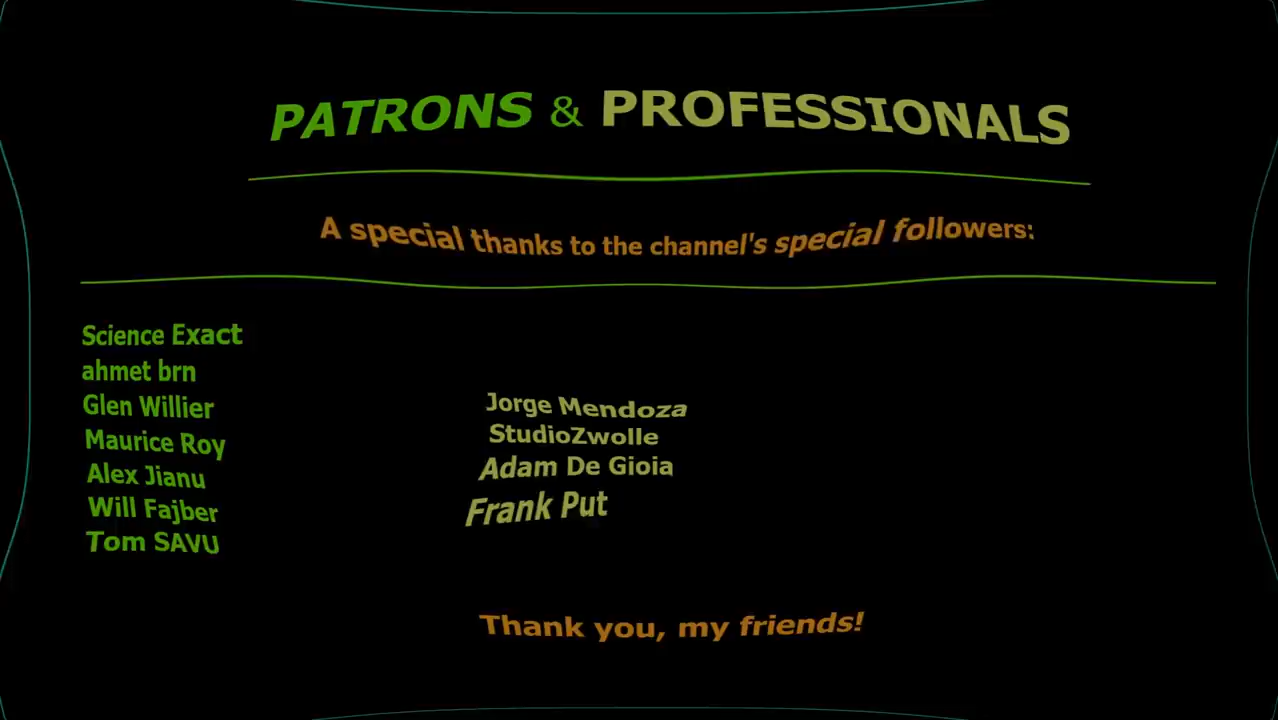 PATRONS & PROFESSIONALS
A special thanks to the channel's special followers:
Science Exact
ahmet brn
Glen Willier
Maurice Roy
Alex Jianu
Will Fajber
Tom SAVU
Jorge Mendoza
StudioZwolle
Adam De Gioia
Frank Put
Thank you, my friends!